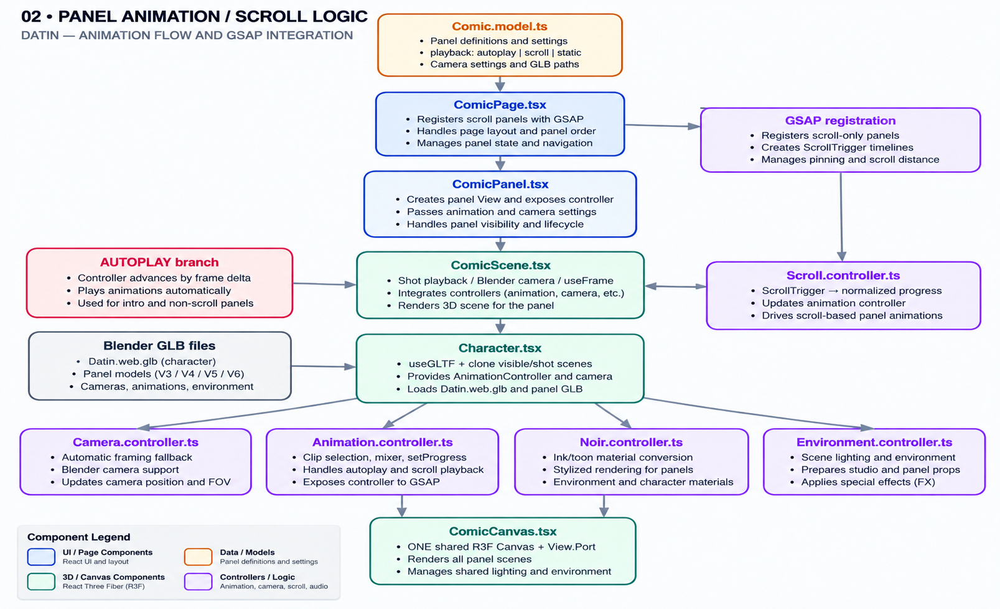 02 • PANEL ANIMATION / SCROLL LOGIC
DATIN — ANIMATION FLOW AND GSAP INTEGRATION
Comic.model.ts
• Panel definitions and settings
• playback: autoplay | scroll | static
• Camera settings and GLB paths
ComicPage.tsx
• Registers scroll panels with GSAP
• Handles page layout and panel order
• Manages panel state and navigation
GSAP registration
• Registers scroll-only panels
• Creates ScrollTrigger timelines
• Manages pinning and scroll distance
ComicPanel.tsx
• Creates panel View and exposes controller
• Passes animation and camera settings
• Handles panel visibility and lifecycle
AUTOPLAY branch
• Controller advances by frame delta
• Plays animations automatically
• Used for intro and non-scroll panels
ComicScene.tsx
• Shot playback / Blender camera / useFrame
• Integrates controllers (animation, camera, etc.)
• Renders 3D scene for the panel
Scroll.controller.ts
• ScrollTrigger → normalized progress
• Updates animation controller
• Drives scroll-based panel animations
Blender GLB files
• Datin.web.glb (character)
• Panel models (V3 / V4 / V5 / V6)
• Cameras, animations, environment
Character.tsx
• useGLTF + clone visible/shot scenes
• Provides AnimationController and camera
• Loads Datin.web.glb and panel GLB
Camera.controller.ts
• Automatic framing fallback
• Blender camera support
• Updates camera position and FOV
Animation.controller.ts
• Clip selection, mixer, setProgress
• Handles autoplay and scroll playback
• Exposes controller to GSAP
Noir.controller.ts
• Ink/toon material conversion
• Stylized rendering for panels
• Environment and character materials
Environment.controller.ts
• Scene lighting and environment
• Prepares studio and panel props
• Applies special effects (FX)
ComicCanvas.tsx
• ONE shared R3F Canvas + View.Port
• Renders all panel scenes
• Manages shared lighting and environment
Component Legend
UI / Page Components
React UI and layout
Data / Models
Panel definitions and settings
3D / Canvas Components
React Three Fiber (R3F)
Controllers / Logic
Animation, camera, scroll, audio